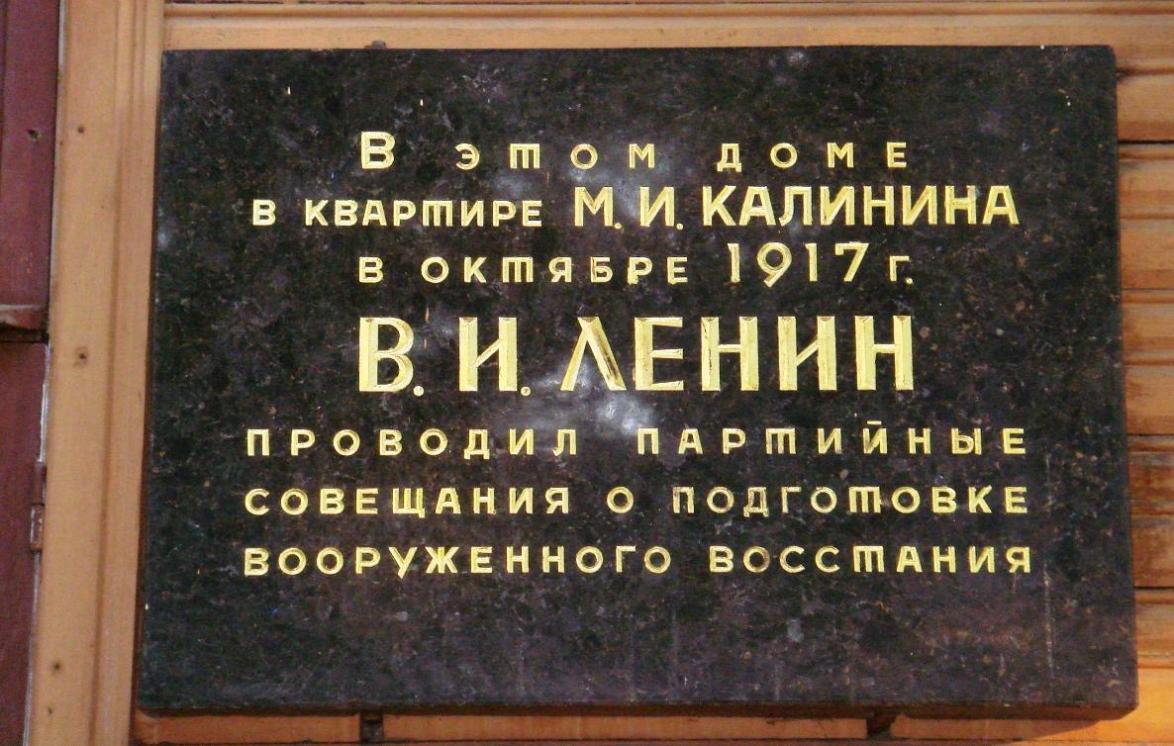 В этом доме
в квартире М. И. КАЛИНИНА
в октябре 1917 г.
В. И. ЛЕНИН
проводил партийные
совещания о подготовке
вооруженного восстания